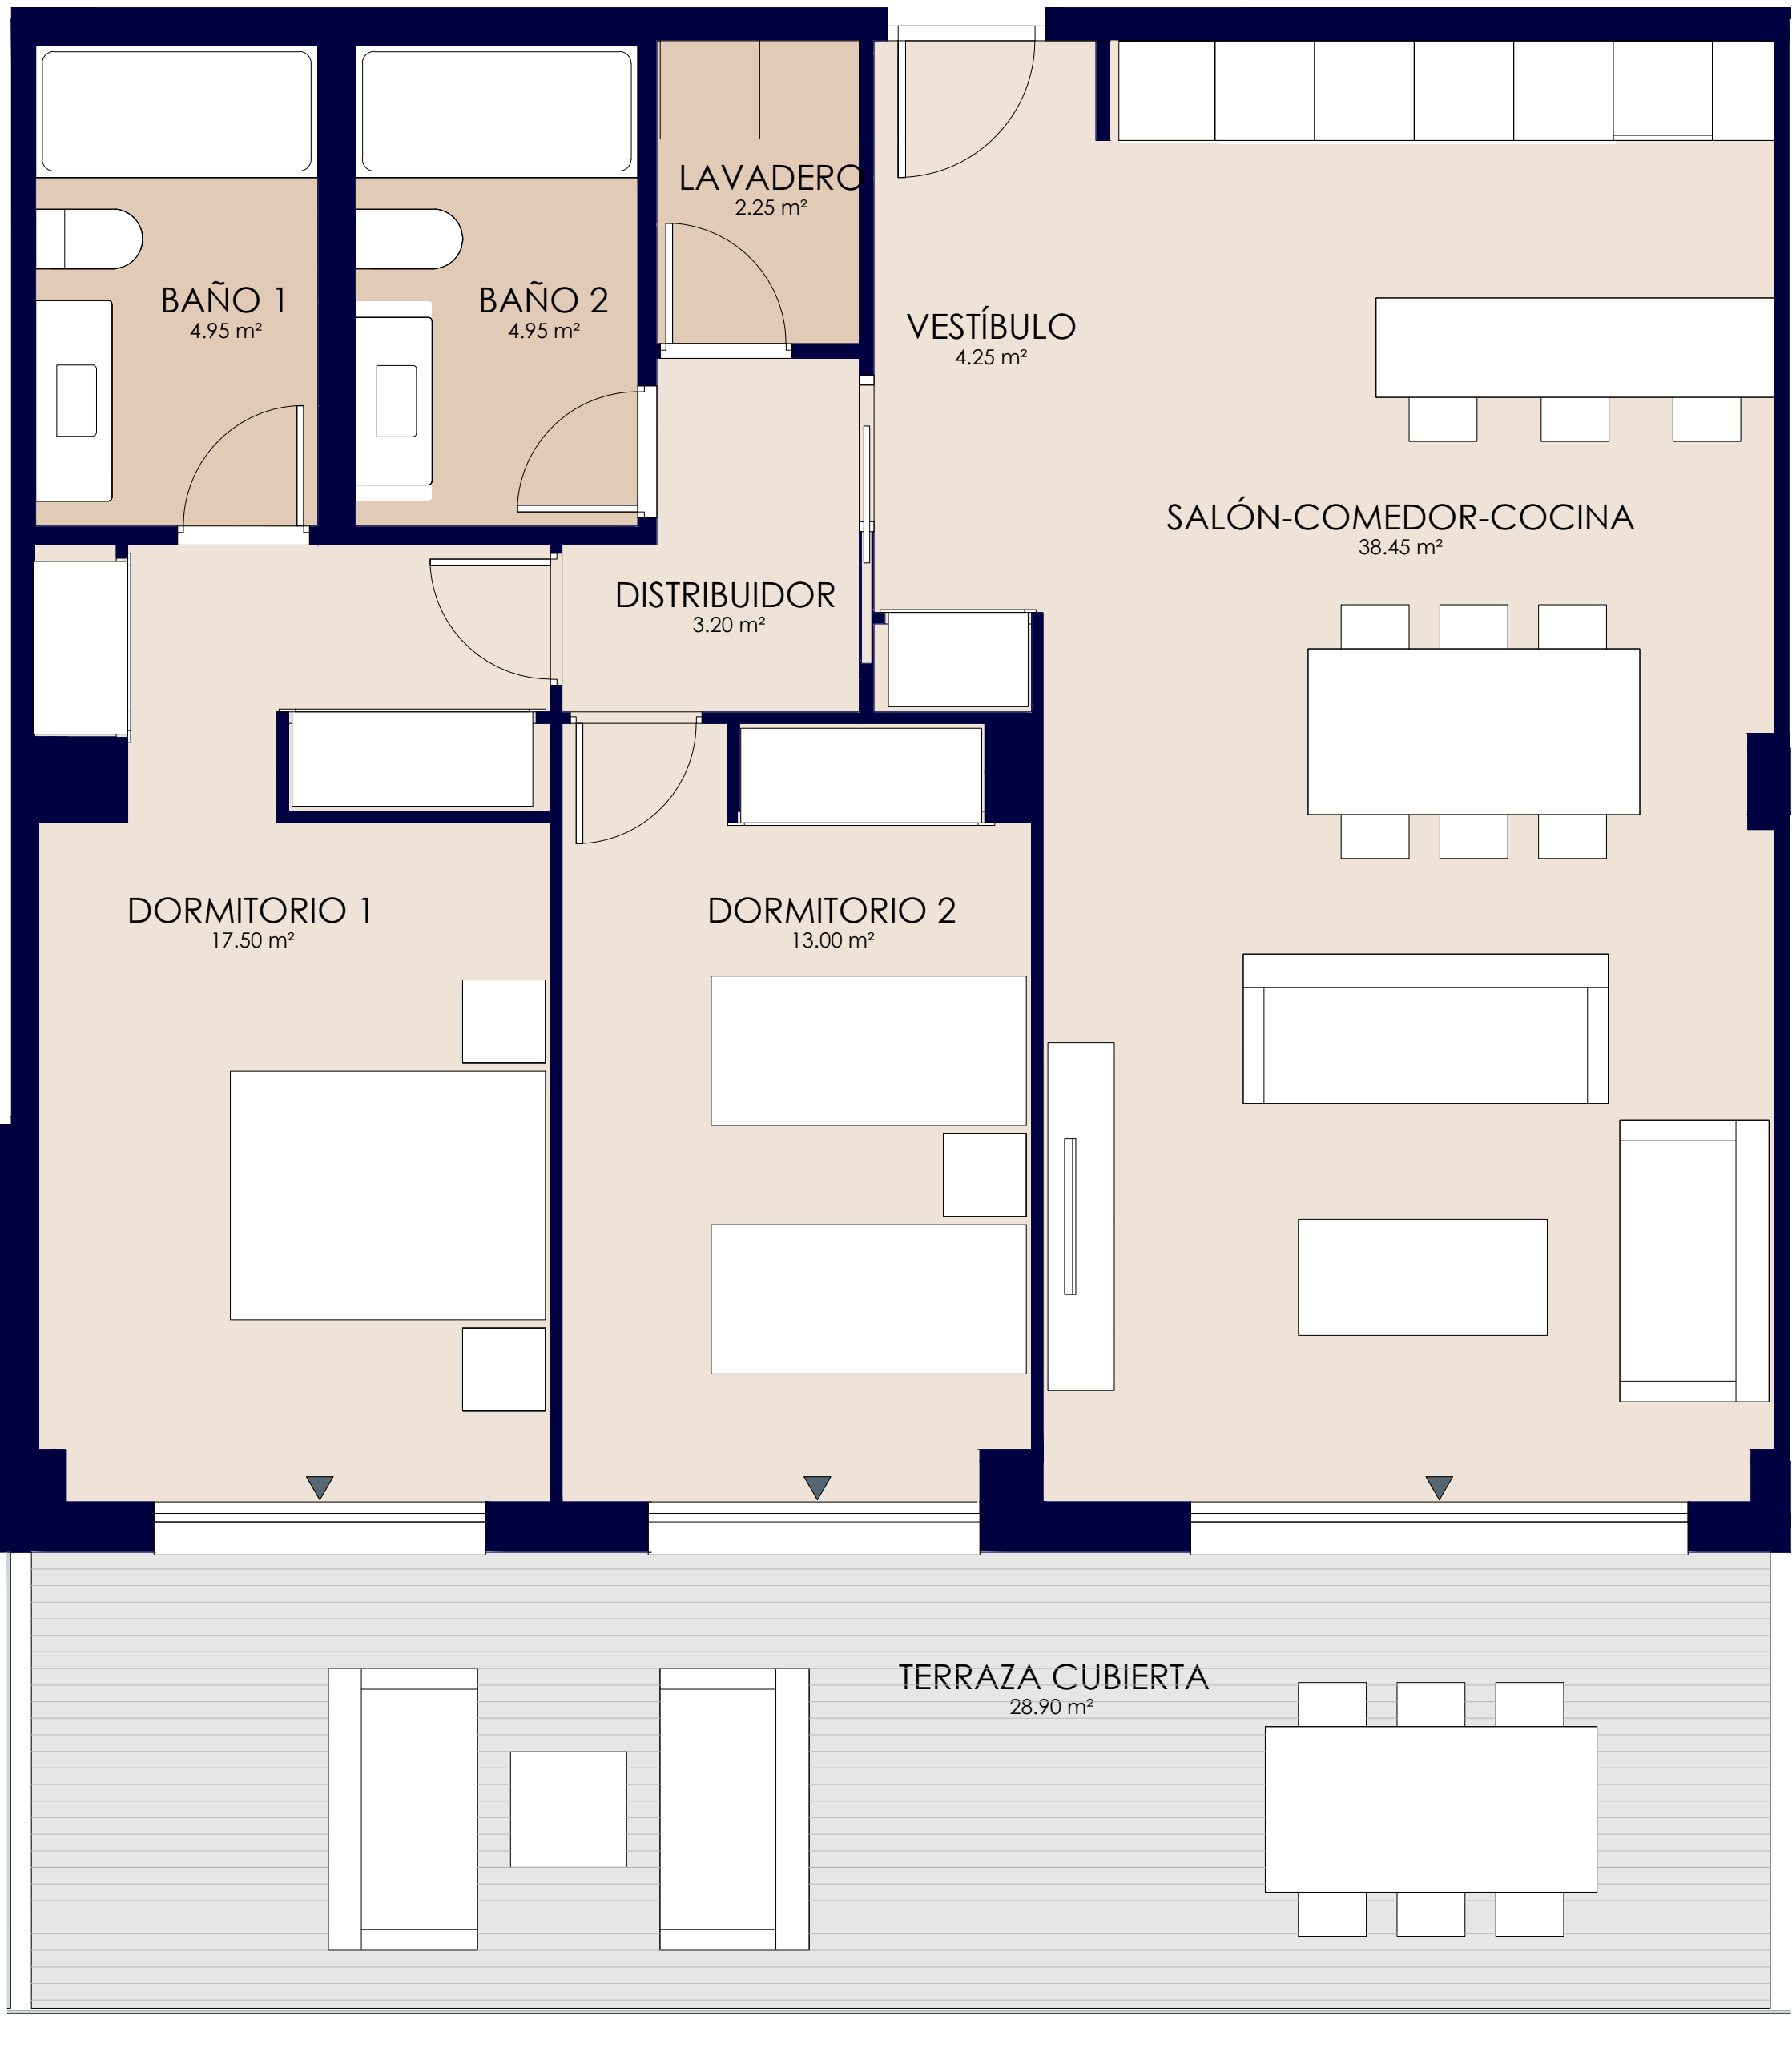 LAVADERO
2.25 m²
BAÑO 1
4.95 m²
BAÑO 2
4.95 m²
VESTÍBULO
4.25 m²
SALÓN-COMEDOR-COCINA
38.45 m²
DISTRIBUIDOR
3.20 m²
DORMITORIO 1
17.50 m²
DORMITORIO 2
13.00 m²
TERRAZA CUBIERTA
28.90 m²